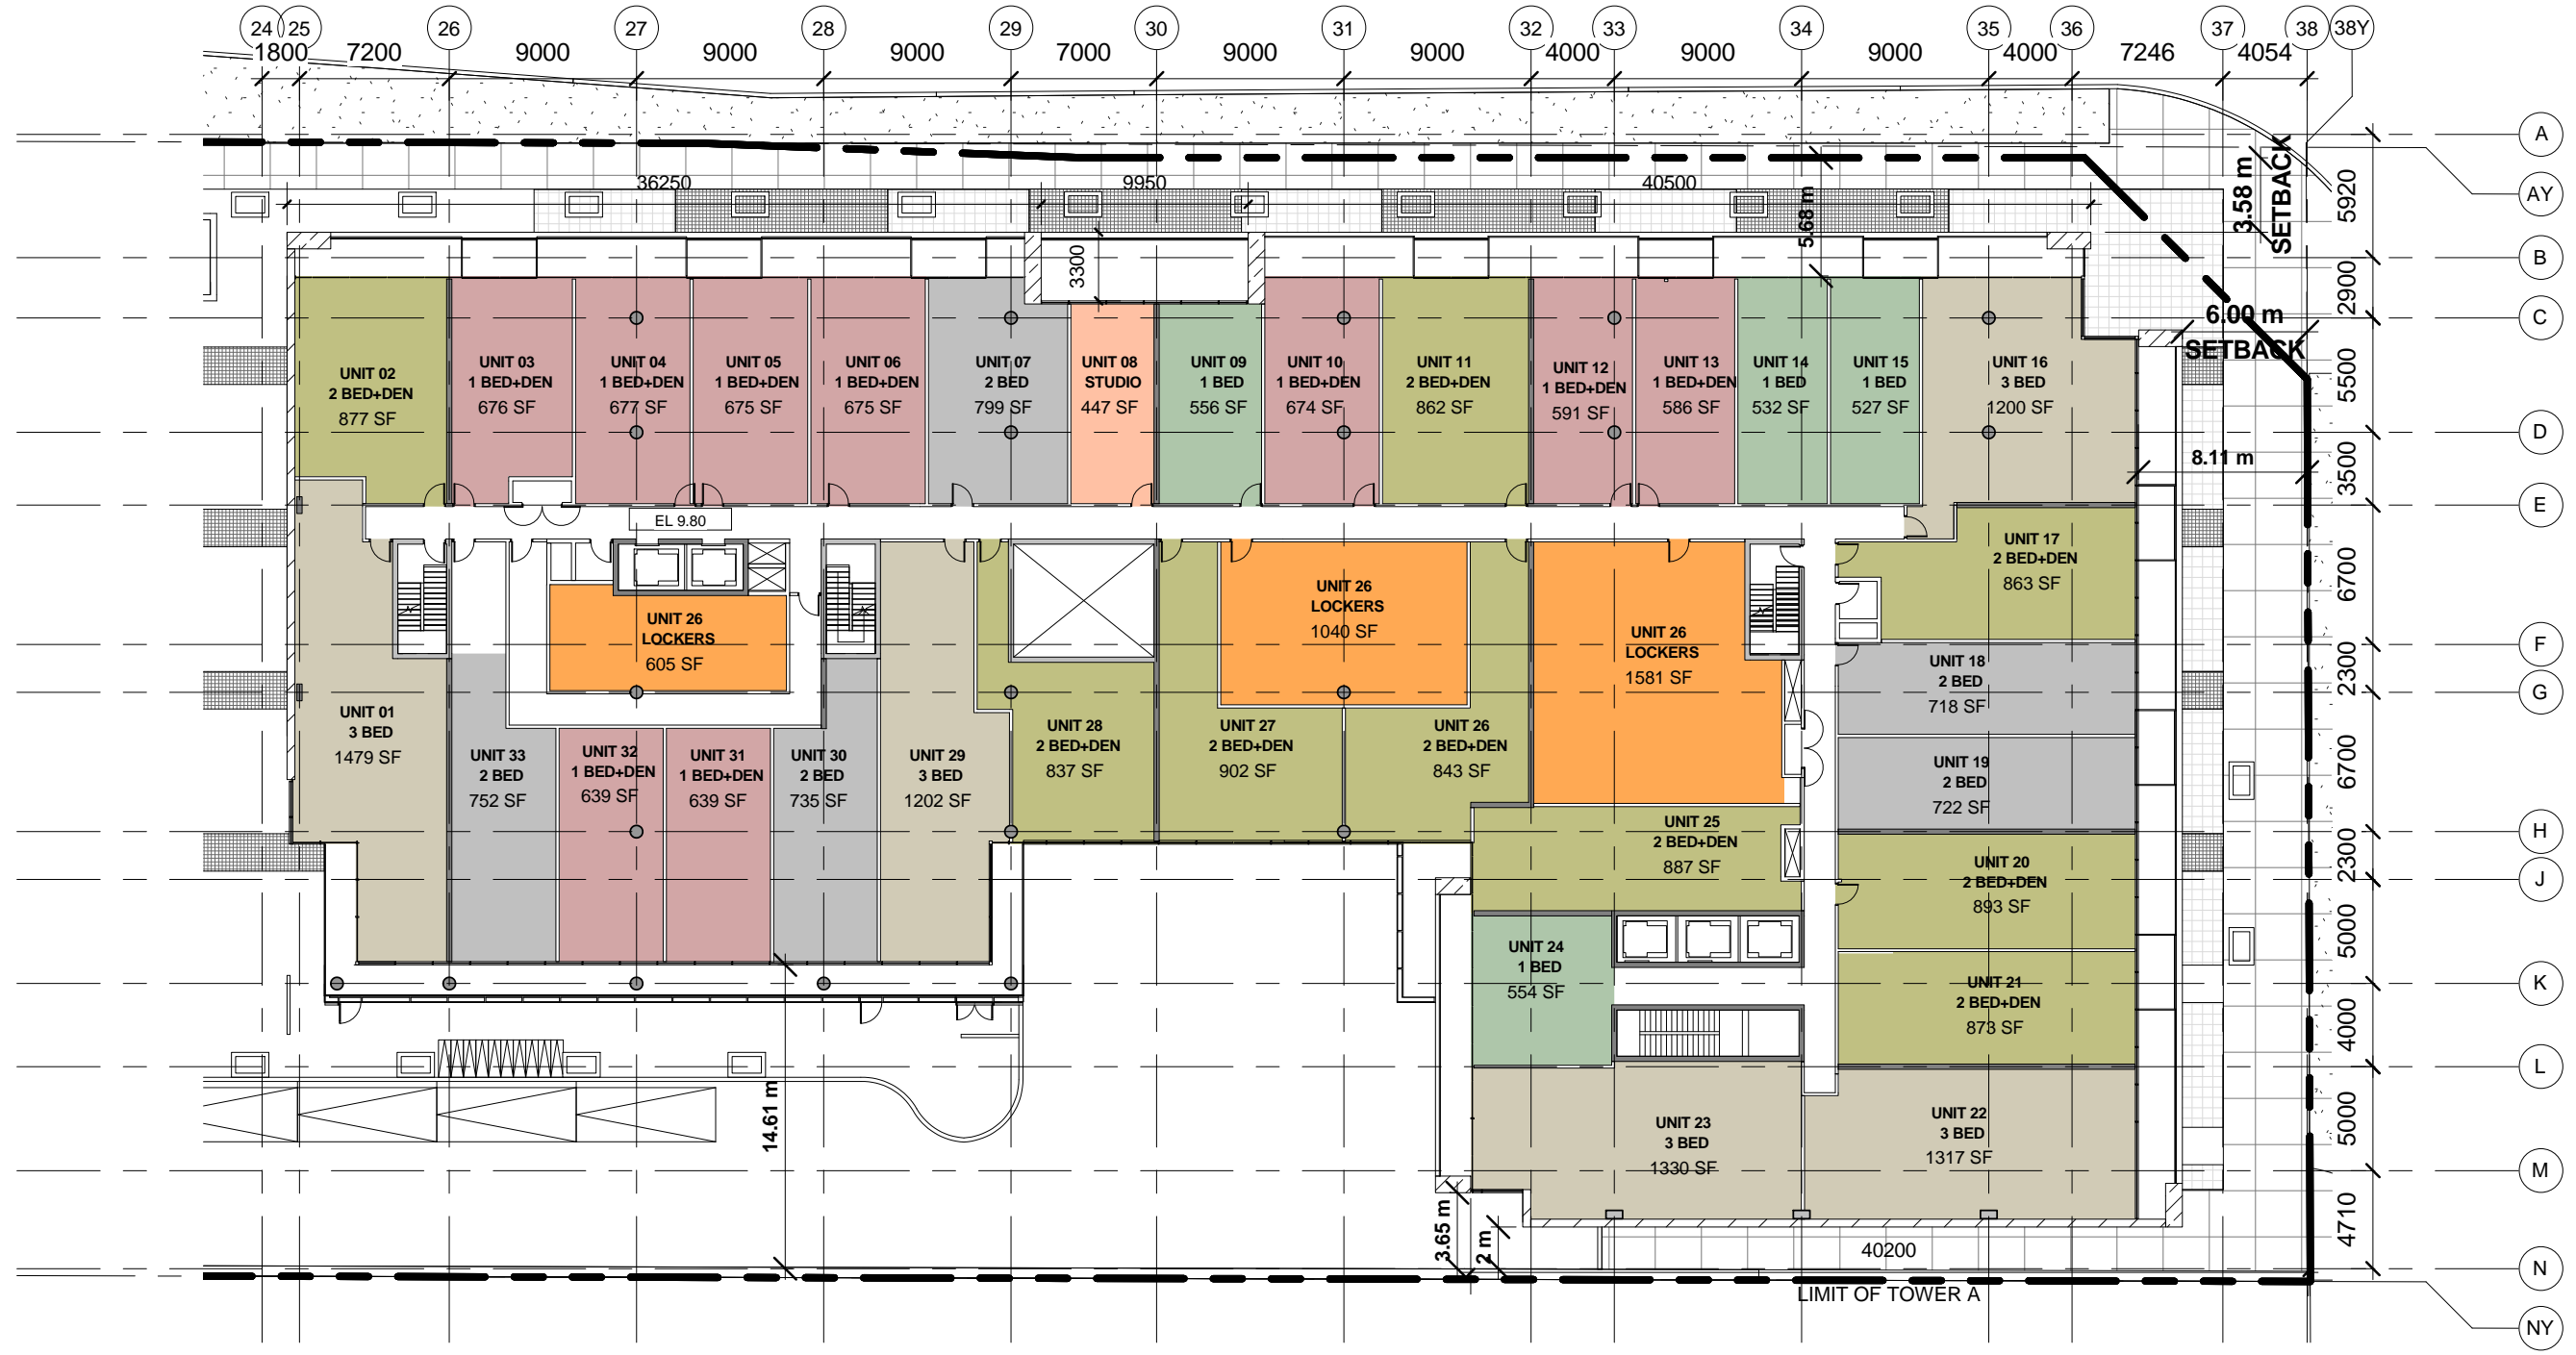 24 25 26 27 28 29 30 31 32 33 34 35 36 37 38 38Y
1800 7200 9000 9000 9000 7000 9000 9000 4000 9000 9000 4000 7246 4054
A
AY
B
C
D
E
F
G
H
J
K
L
M
N
NY
5920
2900
5500
3500
6700
2300
6700
2300
5000
4000
5000
4710
36250 9950 40500
3300
5.68 m
3.58 m
SETBACK
6.00 m
SETBACK
8.11 m
UNIT 02
2 BED+DEN
877 SF
UNIT 03
1 BED+DEN
676 SF
UNIT 04
1 BED+DEN
677 SF
UNIT 05
1 BED+DEN
675 SF
UNIT 06
1 BED+DEN
675 SF
UNIT 07
2 BED
799 SF
UNIT 08
STUDIO
447 SF
UNIT 09
1 BED
556 SF
UNIT 10
1 BED+DEN
674 SF
UNIT 11
2 BED+DEN
862 SF
UNIT 12
1 BED+DEN
591 SF
UNIT 13
1 BED+DEN
586 SF
UNIT 14
1 BED
532 SF
UNIT 15
1 BED
527 SF
UNIT 16
3 BED
1200 SF
EL 9.80
UNIT 17
2 BED+DEN
863 SF
UNIT 26
LOCKERS
605 SF
UNIT 26
LOCKERS
1040 SF
UNIT 26
LOCKERS
1581 SF
UNIT 18
2 BED
718 SF
UNIT 01
3 BED
1479 SF
UNIT 33
2 BED
752 SF
UNIT 32
1 BED+DEN
639 SF
UNIT 31
1 BED+DEN
639 SF
UNIT 30
2 BED
735 SF
UNIT 29
3 BED
1202 SF
UNIT 28
2 BED+DEN
837 SF
UNIT 27
2 BED+DEN
902 SF
UNIT 26
2 BED+DEN
843 SF
UNIT 19
2 BED
722 SF
UNIT 25
2 BED+DEN
887 SF
UNIT 20
2 BED+DEN
893 SF
UNIT 24
1 BED
554 SF
UNIT 21
2 BED+DEN
873 SF
UNIT 23
3 BED
1330 SF
UNIT 22
3 BED
1317 SF
14.61 m
3.65 m
2 m
40200
LIMIT OF TOWER A